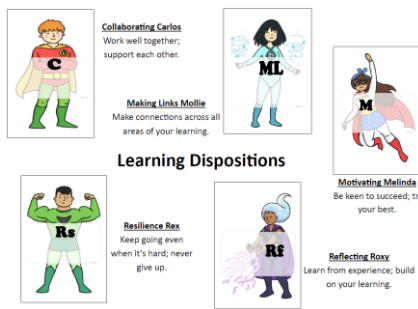 Collaborating Carlos
Work well together;
support each other.
C
ML
Making Links Mollie
Make connections across all
areas of your learning.
M
Learning Dispositions
Motivating Melinda
Be keen to succeed;
your best.
Rs
Resilience Rex
Keep going even
when it's hard; never
give up.
Rf
Reflecting Roxy
Learn from experience; build
on your learning.